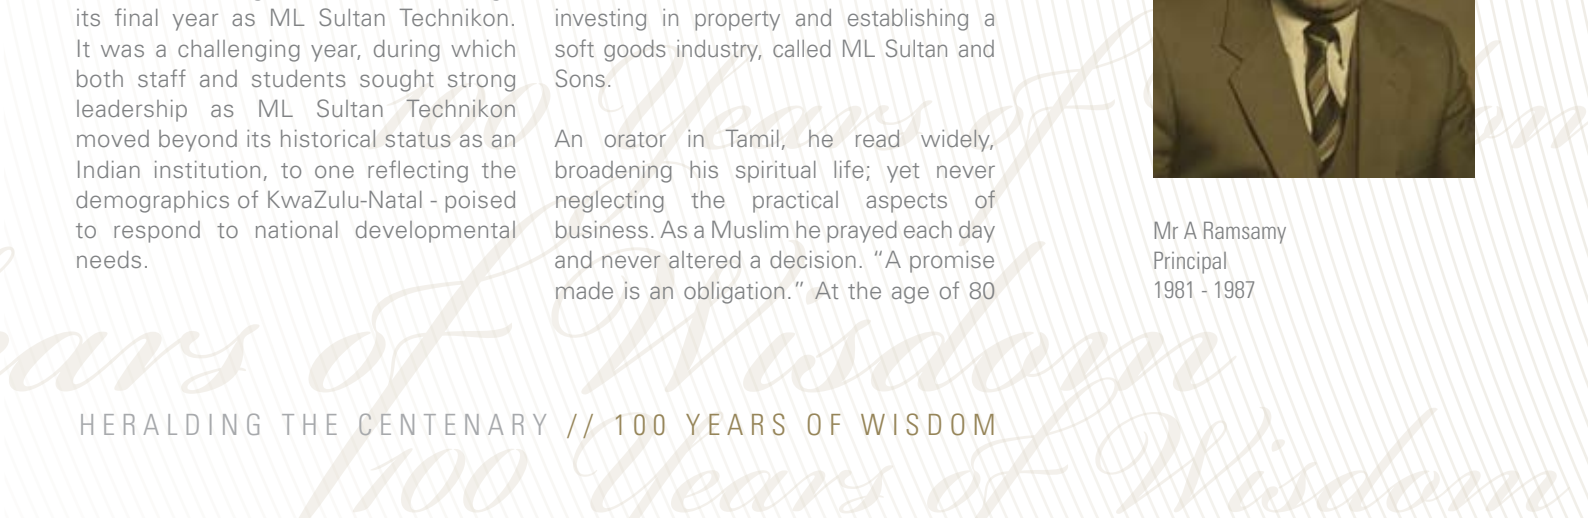 its final year as ML Sultan Technikon.
It was a challenging year, during which
both staff and students sought strong
leadership as ML Sultan Technikon
moved beyond its historical status as an
Indian institution, to one reflecting the
demographics of KwaZulu-Natal - poised
to respond to national developmental
needs.
investing in property and establishing a
soft goods industry, called ML Sultan and
Sons.
An orator in Tamil, he read widely,
broadening his spiritual life; yet never
neglecting the practical aspects of
business. As a Muslim he prayed each day
and never altered a decision. “A promise
made is an obligation.” At the age of 80
Mr A Ramsamy
Principal
1981 - 1987
HERALDING THE CENTENARY // 100 YEARS OF WISDOM
100 Years of
ears of Wisdom
100 Years of Wisdom